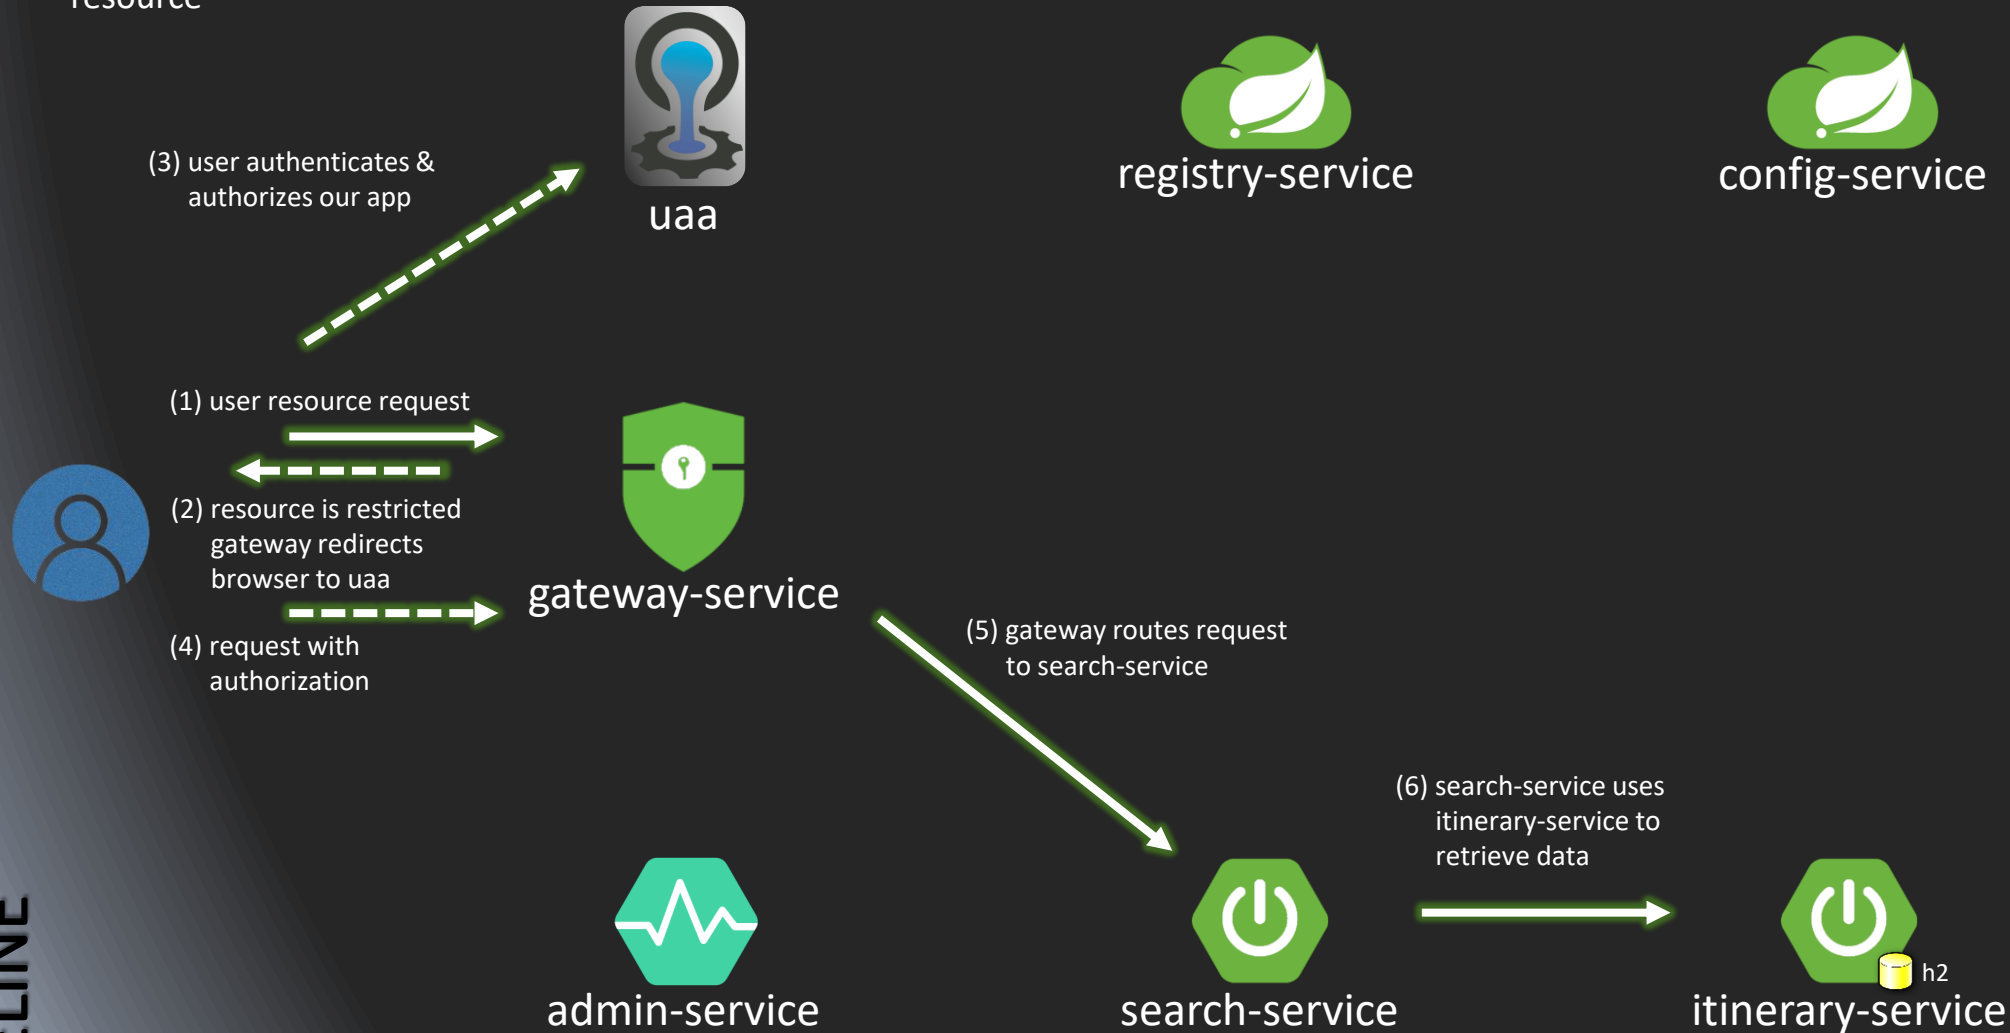 resource
(3) user authenticates &
authorizes our app
uaa
registry-service
config-service
(1) user resource request
(2) resource is restricted
gateway redirects
browser to uaa
gateway-service
(4) request with
authorization
(5) gateway routes request
to search-service
(6) search-service uses
itinerary-service to
retrieve data
h2
admin-service
search-service
itinerary-service